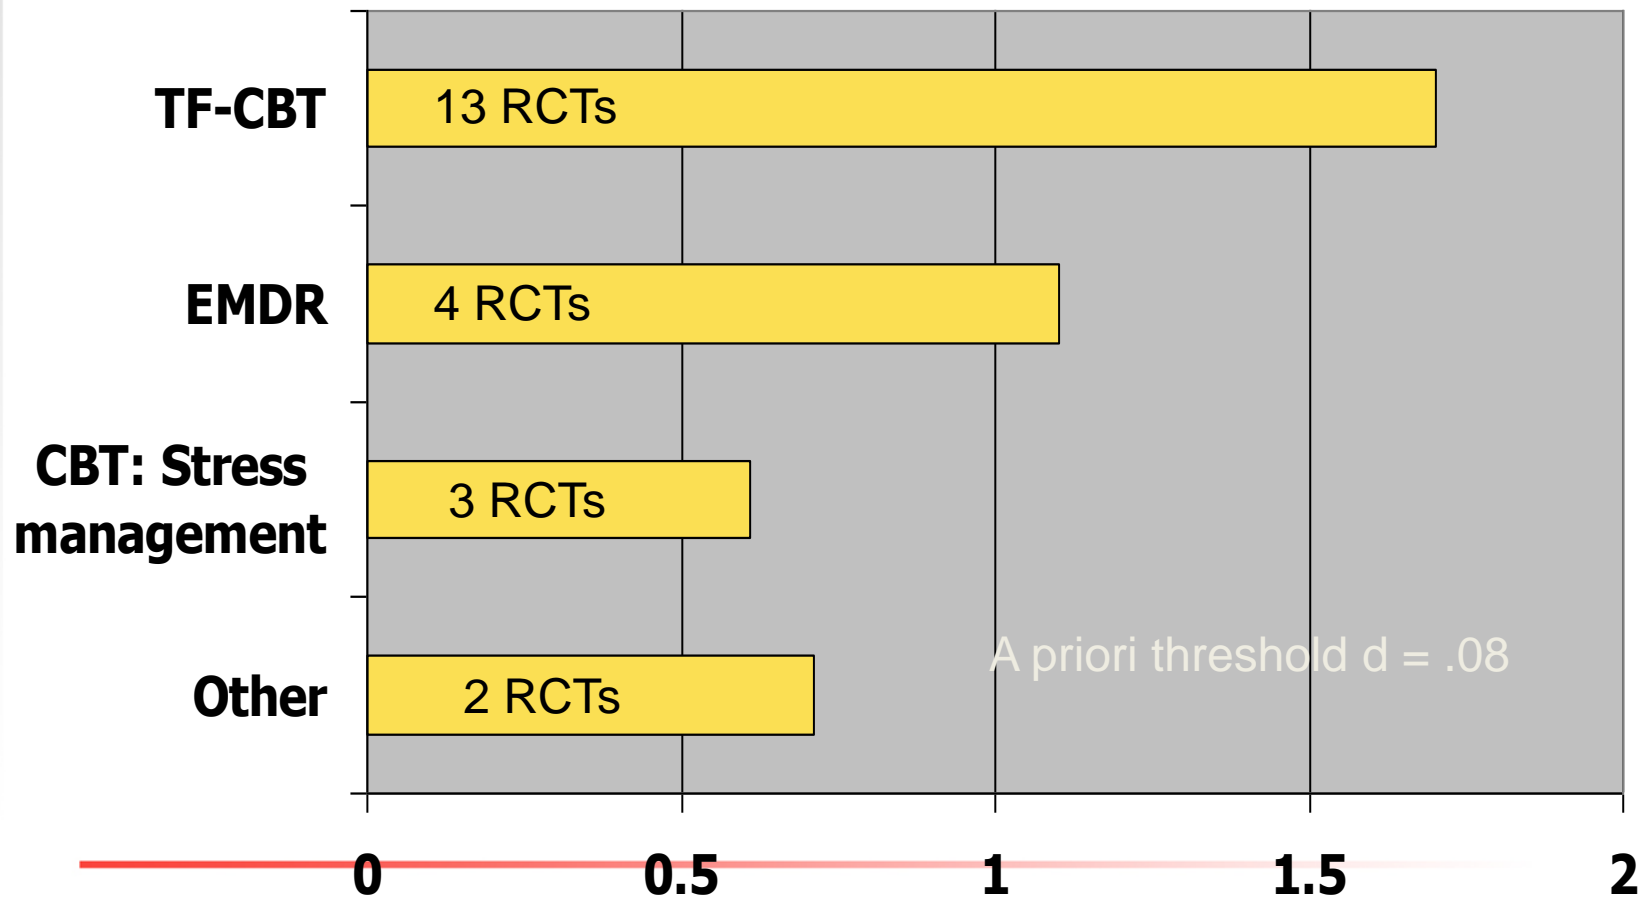 TF-CBT
13 RCTs
EMDR
4 RCTs
CBT: Stress
management
3 RCTs
A priori threshold d = .08
Other
2 RCTs
0 0.5 1 1.5 2